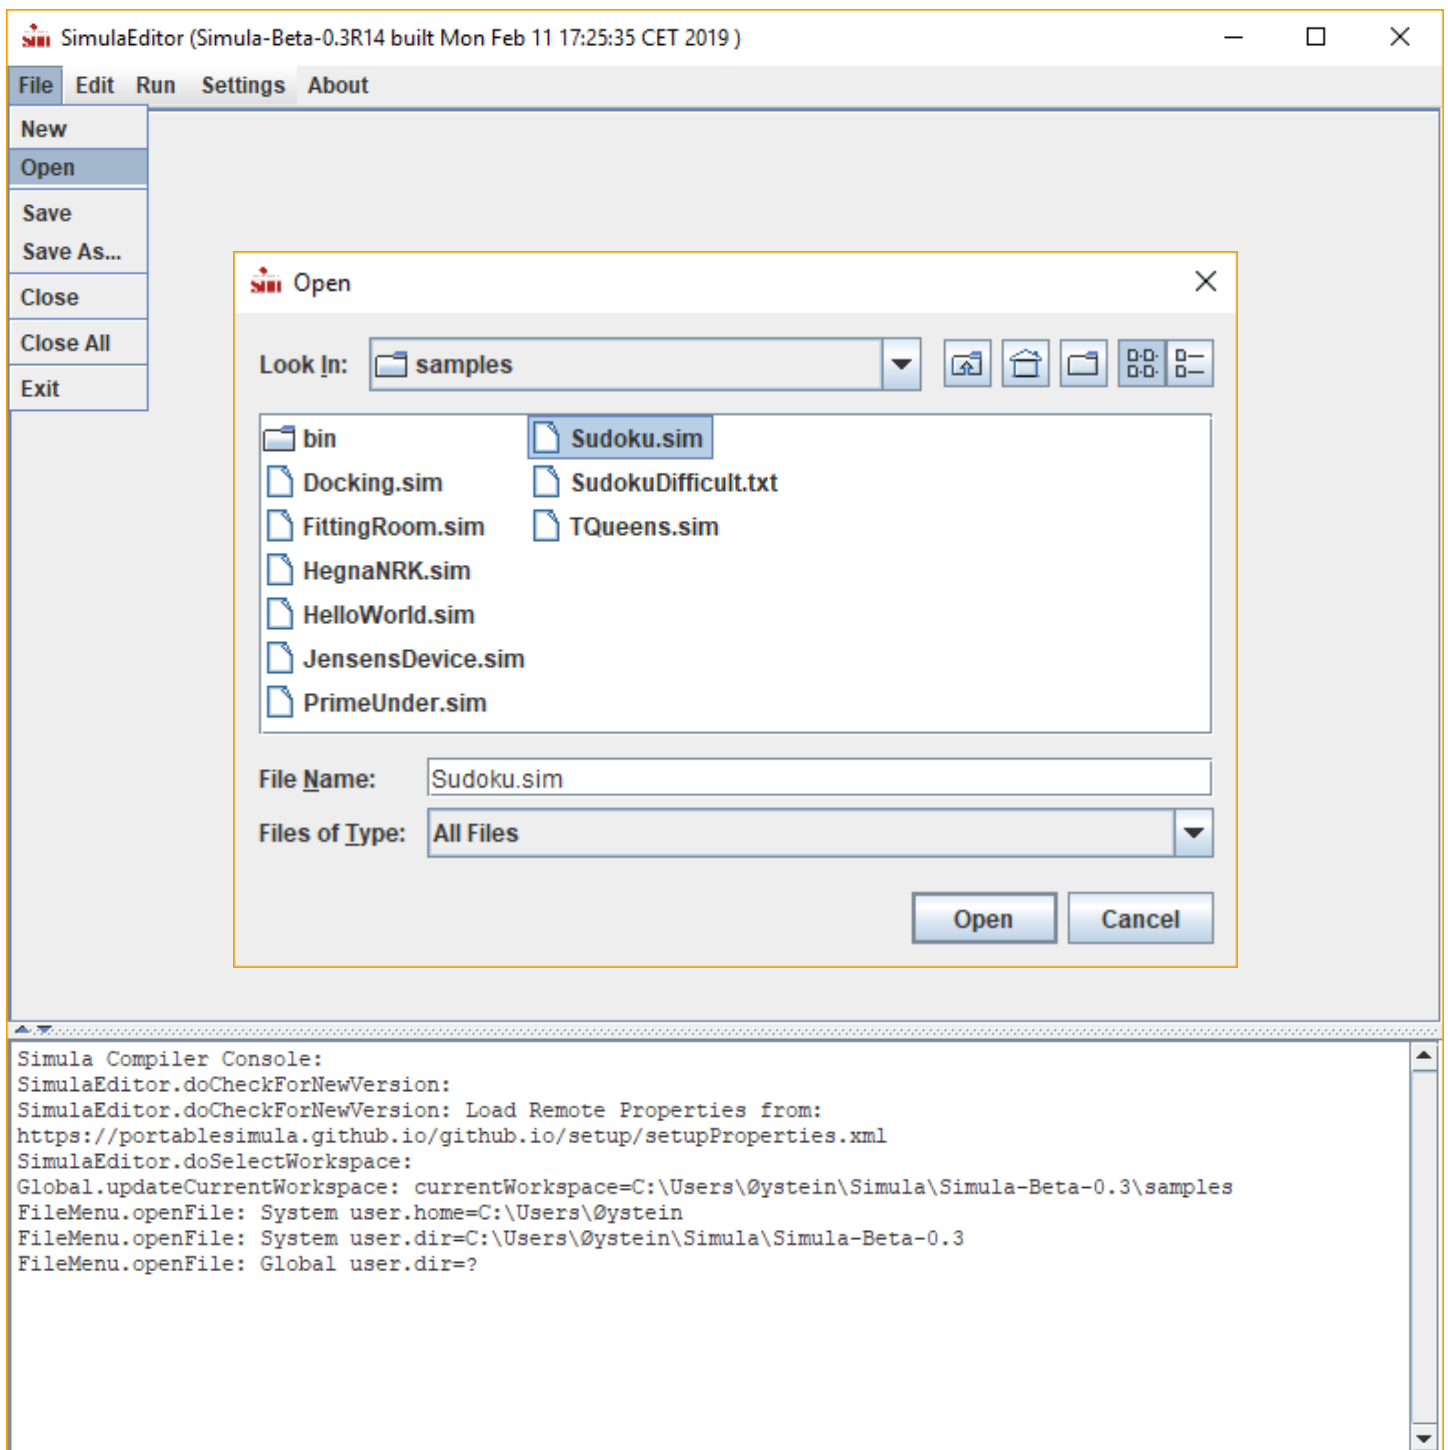 SimulaEditor (Simula-Beta-0.3R14 built Mon Feb 11 17:25:35 CET 2019 )
File Edit Run Settings About
New
Open
Save
Save As...
Close
Close All
Exit
sim Open
Look In: samples
bin Sudoku.sim
Docking.sim SudokuDifficult.txt
FittingRoom.sim TQueens.sim
HegnaNRK.sim
HelloWorld.sim
JensensDevice.sim
PrimeUnder.sim
File Name: Sudoku.sim
Files of Type: All Files
Open Cancel
Simula Compiler Console:
SimulaEditor.doCheckForNewVersion:
SimulaEditor.doCheckForNewVersion: Load Remote Properties from:
https://portablesimula.github.io/github.io/setup/setupProperties.xml
SimulaEditor.doSelectWorkspace:
Global.updateCurrentWorkspace: currentWorkspace=C:\Users\Øystein\Simula\Simula-Beta-0.3\samples
FileMenu.openFile: System user.home=C:\Users\Øystein
FileMenu.openFile: System user.dir=C:\Users\Øystein\Simula\Simula-Beta-0.3
FileMenu.openFile: Global user.dir=?